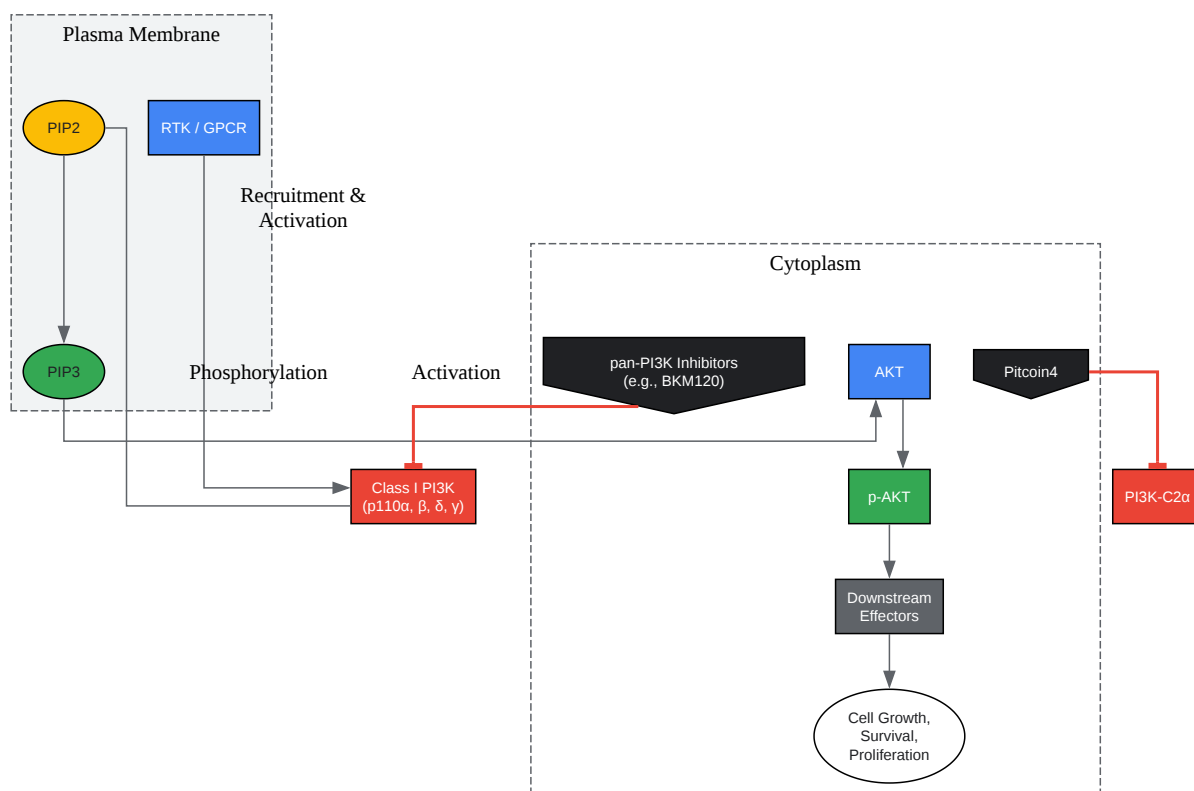 Plasma Membrane
PIP2
RTK / GPCR
Recruitment &
Activation
Cytoplasm
PIP3
Phosphorylation
Activation
pan-PI3K Inhibitors
(e.g., BKM120)
AKT
Pitcoin4
Class I PI3K
(p110α, β, δ, γ)
p-AKT
PI3K-C2α
Downstream
Effectors
Cell Growth,
Survival,
Proliferation